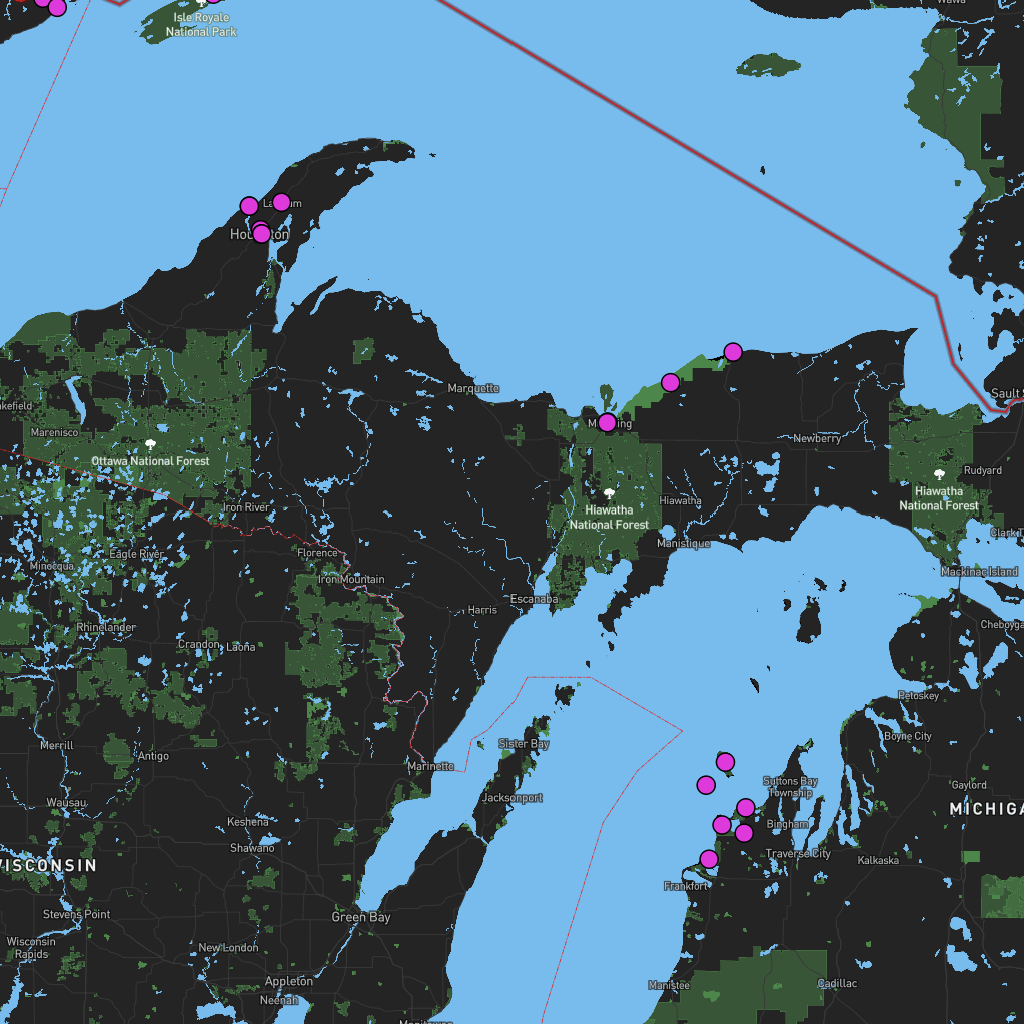 Wawa
Isle Royale
National Park
Houghton
Marquette
Sault
Marenisco
Newberry
Ottawa National Forest
Rudyard
Hiawatha
National Forest
Hiawatha
Hiawatha
National Forest
Iron River
Manistique
Clark
Eagle River
Florence
Minocqua
Mackinac Island
Iron Mountain
Escanaba
Harris
Rhinelander
Crandon
Laona
Petoskey
Boyne City
Merrill
Sister Bay
Antigo
Marinette
Suttons Bay
Township
Gaylord
Jacksonport
Wausau
MICHIGA
Keshena
Bingham
Shawano
Traverse City
Kalkaska
WISCONSIN
Frankfort
Stevens Point
Green Bay
Wisconsin
Rapids
New London
Appleton
Manistee
Cadillac
Neenah